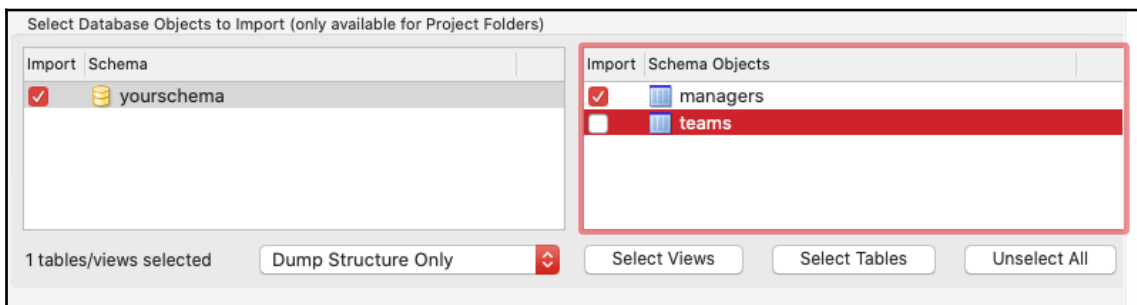 Select Database Objects to Import (only available for Project Folders)
Import Schema
yourschema
Import Schema Objects
managers
teams
1 tables/views selected
Dump Structure Only
Select Views
Select Tables
Unselect All